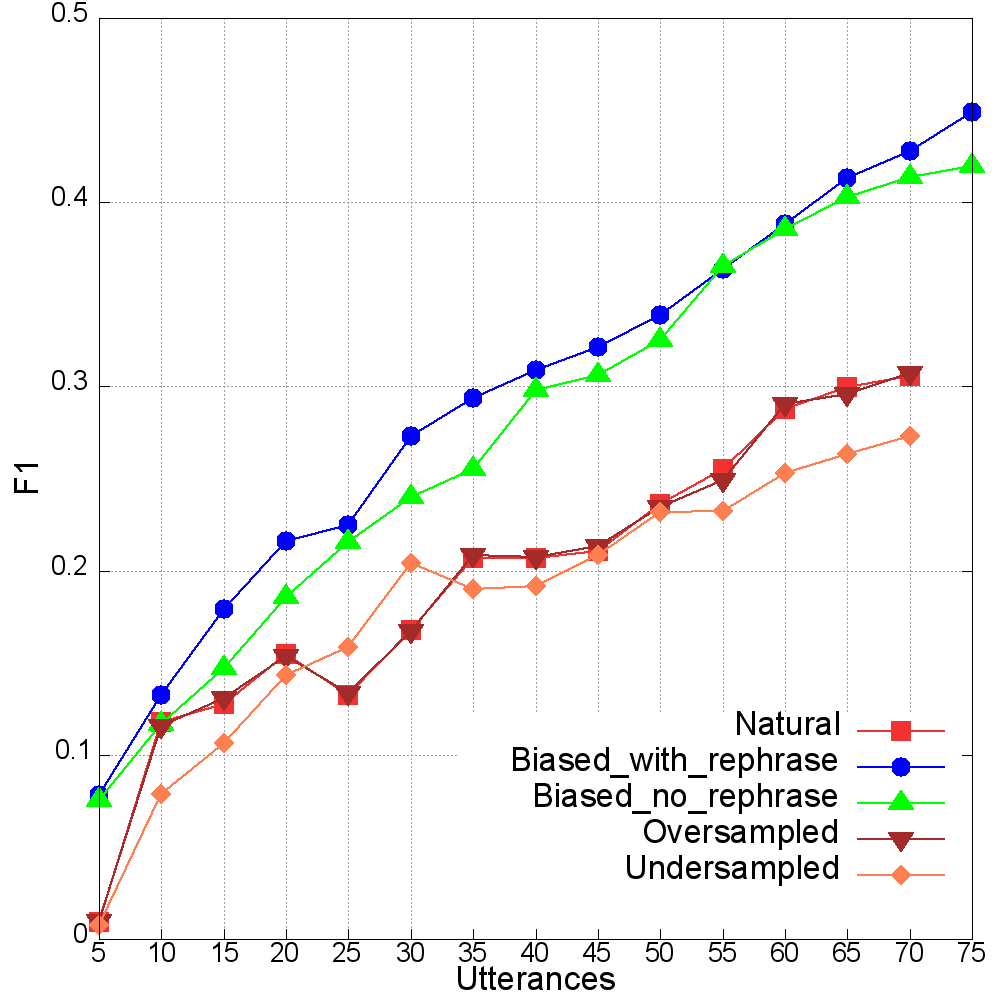 0.5
0.4
0.3
0.2
0.1
0
F1
Natural
Biased_with_rephrase
Biased_no_rephrase
Oversampled
Undersampled
5 10 15 20 25 30 35 40 45 50 55 60 65 70 75
Utterances